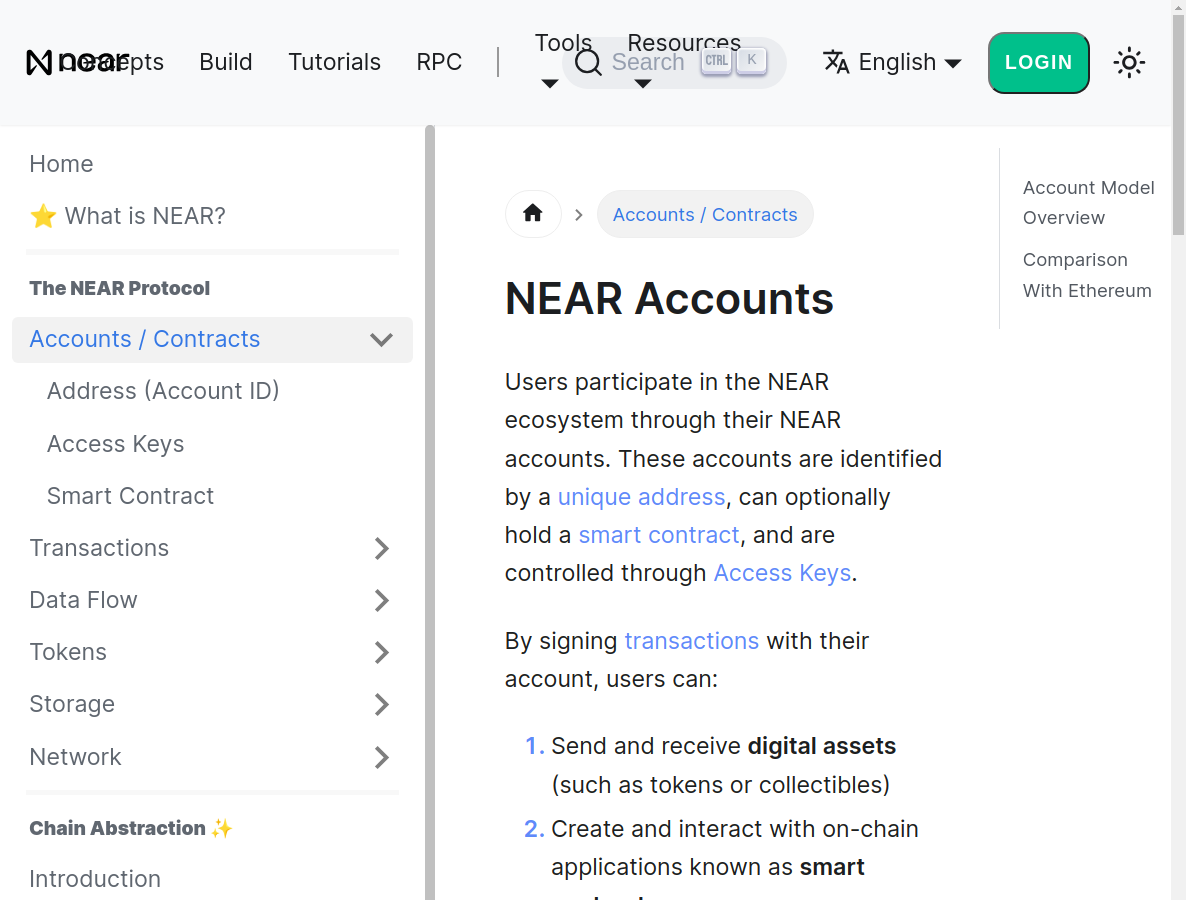 near
Concepts
Build
Tutorials
RPC
Tools
Resources
Search
CTRL
K
English
LOGIN
Home
⭐ What is NEAR?
The NEAR Protocol
Accounts / Contracts
Address (Account ID)
Access Keys
Smart Contract
Transactions
Data Flow
Tokens
Storage
Network
Chain Abstraction ✨
Introduction
Accounts / Contracts
NEAR Accounts
Users participate in the NEAR
ecosystem through their NEAR
accounts. These accounts are identified
by a unique address, can optionally
hold a smart contract, and are
controlled through Access Keys.
By signing transactions with their
account, users can:
1. Send and receive digital assets
(such as tokens or collectibles)
2. Create and interact with on-chain
applications known as smart
Account Model
Overview
Comparison
With Ethereum